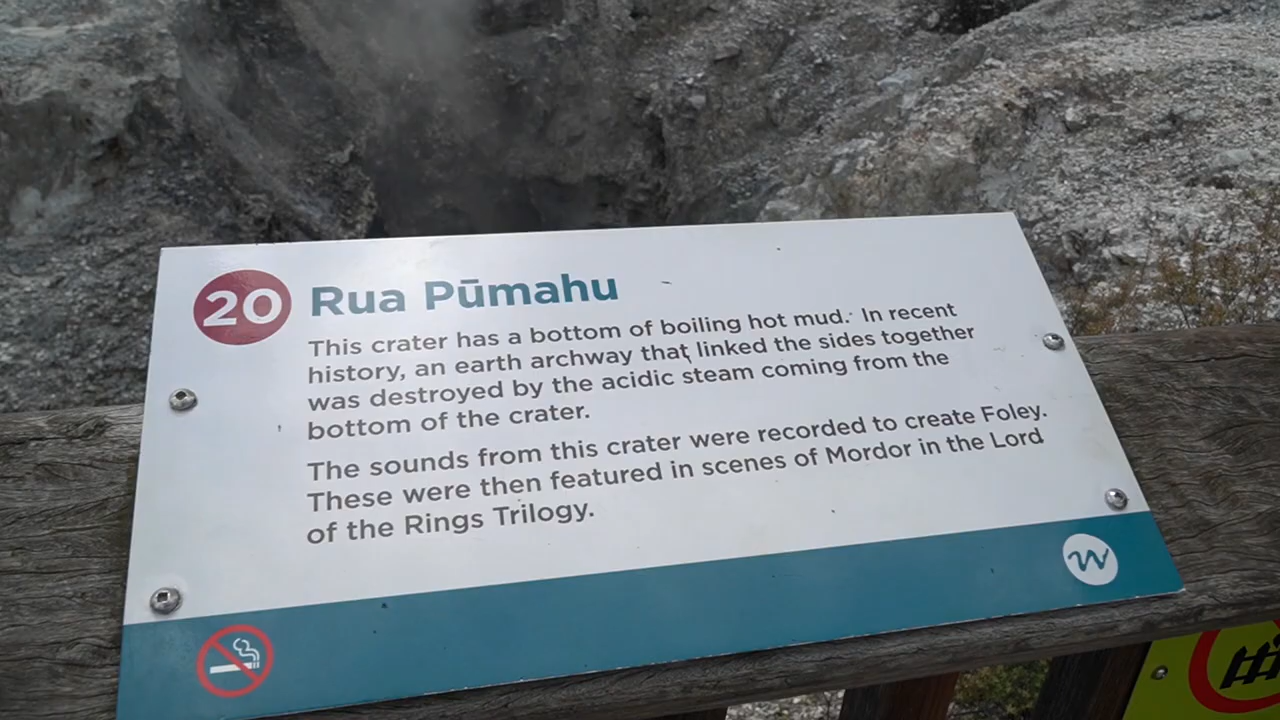 20 Rua Pūmahu
This crater has a bottom of boiling hot mud. In recent
history, an earth archway that linked the sides together
was destroyed by the acidic steam coming from the
bottom of the crater.
The sounds from this crater were recorded to create Foley.
These were then featured in scenes of Mordor in the Lord
of the Rings Trilogy.
w